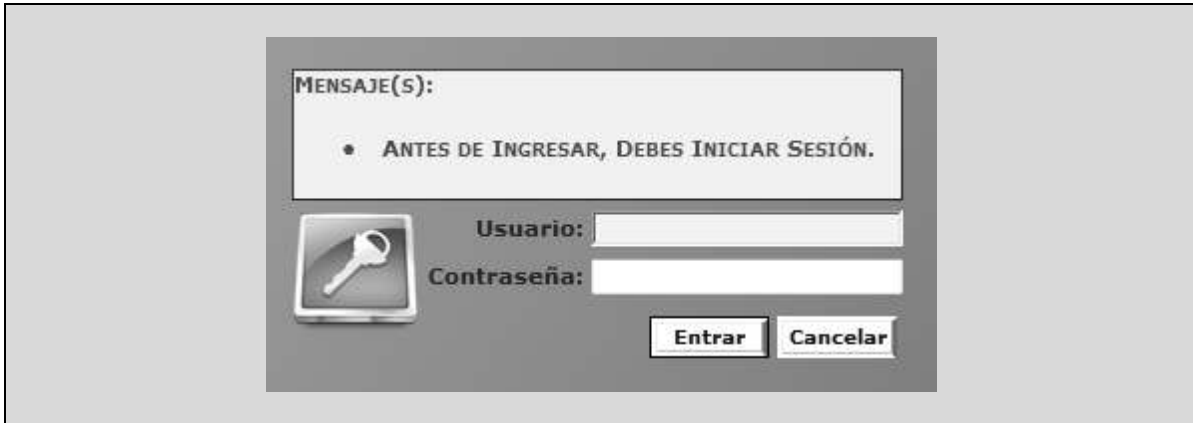 MENSAJE(S):
• ANTES DE INGRESAR, DEBES INICIAR SESIÓN.
Usuario:
Contraseña:
Entrar Cancelar